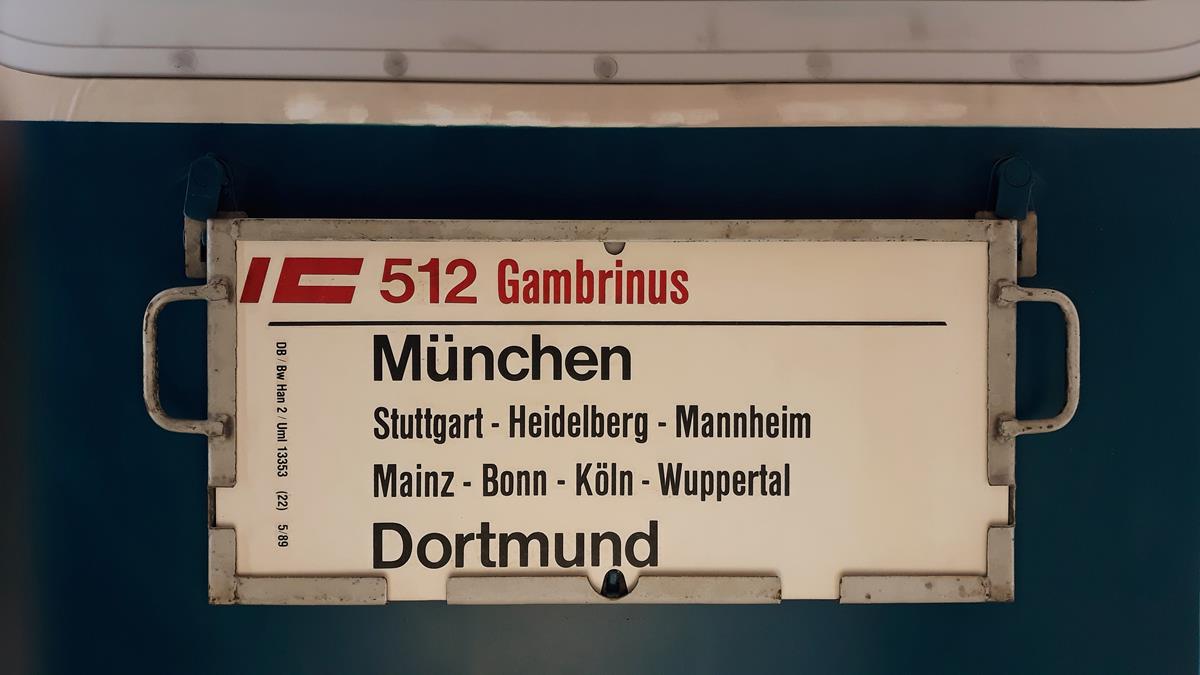 IC 512 Gambrinus
München
Stuttgart - Heidelberg - Mannheim
Mainz - Bonn - Köln - Wuppertal
Dortmund
DB / Bw Han 2 / Uml 13353 (22) 5/89